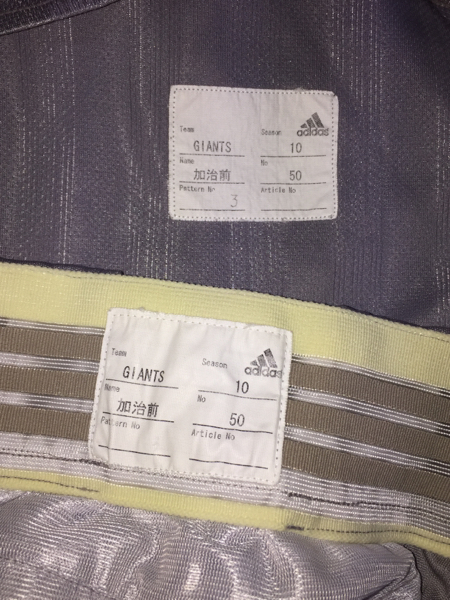 adidas
Team Season
GIANTS 10
Name No
加治前 50
Pattern Nr Article No
3
adidas
Team Season
GIANTS 10
Name No
加治前 50
Pattern No Article No